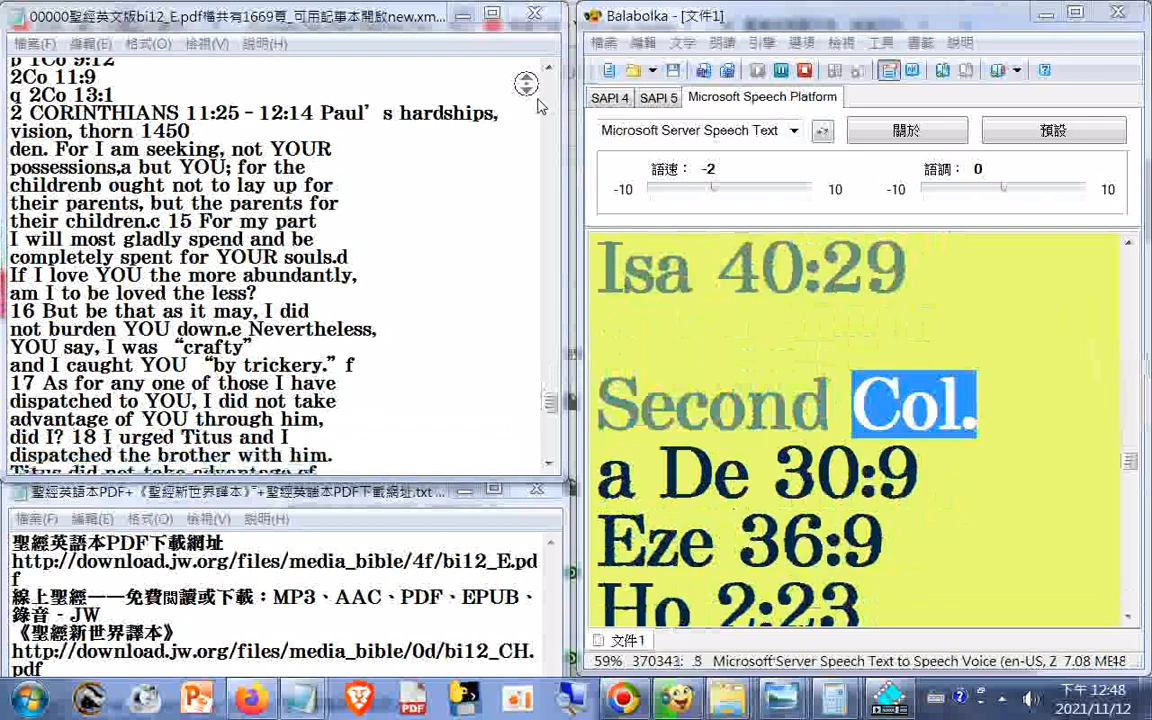 00000聖經英文版bi12_E.pdf檔共有1669頁_可用記事本開啟new.xm...
檔案(F) 編輯(E) 格式(O) 檢視(V) 說明(H)
p 1Co 9:12
2Co 11:9
q 2Co 13:1
2 CORINTHIANS 11:25 - 12:14 Paul's hardships,
vision, thorn 1450
den. For I am seeking, not YOUR
possessions,a but YOU; for the
childrenb ought not to lay up for
their parents, but the parents for
their children.c 15 For my part
I will most gladly spend and be
completely spent for YOUR souls.d
If I love YOU the more abundantly,
am I to be loved the less?
16 But be that as it may, I did
not burden YOU down.e Nevertheless,
YOU say, I was “crafty”
and I caught YOU “by trickery.” f
17 As for any one of those I have
dispatched to YOU, I did not take
advantage of YOU through him,
did I? 18 I urged Titus and I
dispatched the brother with him.
Titus did not take advantage of
聖經英語本PDF+《聖經新世界譯本》"+聖經英語本PDF下載網址.txt ...
檔案(F) 編輯(E) 格式(O) 檢視(V) 說明(H)
聖經英語本PDF下載網址
http://download.jw.org/files/media_bible/4f/bi12_E.pd
f
線上聖經——免費閱讀或下載：MP3、AAC、PDF、EPUB、
錄音 - JW
《聖經新世界譯本》
http://download.jw.org/files/media_bible/0d/bi12_CH.
pdf
Balabolka - [文件1]
檔案 編輯 文字 朗讀 引擎 選項 檢視 工具 書籤 說明
SAPI 4 SAPI 5 Microsoft Speech Platform
Microsoft Server Speech Text 關於 預設
語速： -2 語調： 0
-10 10 -10 10
Isa 40:29
Second Col.
a De 30:9
Eze 36:9
Ho 2:23
文件1
59% 370341: Microsoft Server Speech Text to Speech Voice (en-US, Z 7.08 ME48
下午 12:48
2021/11/12